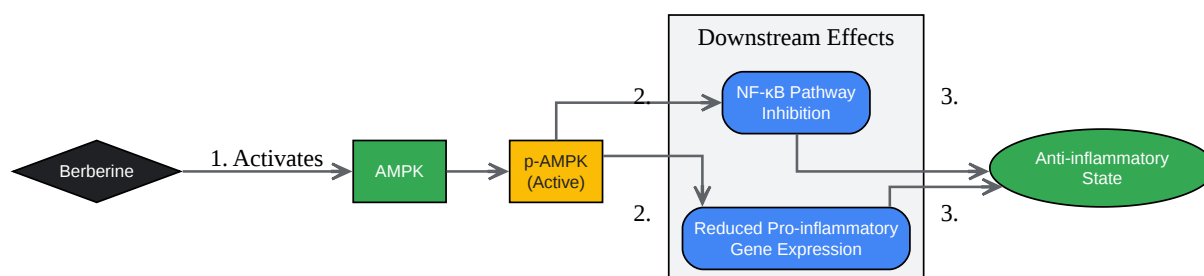 Downstream Effects
2.
NF-κB Pathway
Inhibition
3.
Berberine
1. Activates
AMPK
p-AMPK
(Active)
Anti-inflammatory
State
2.
Reduced Pro-inflammatory
Gene Expression
3.